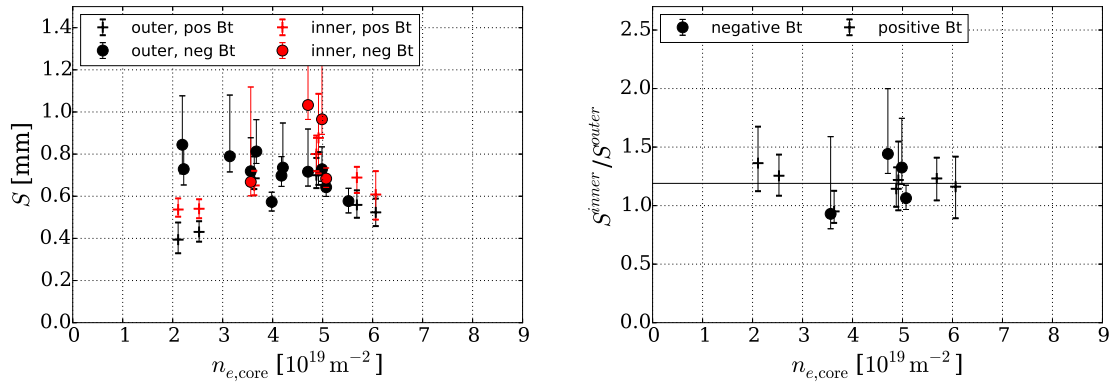 1.4
1.2
1.0
0.8
0.6
0.4
0.2
0.0
S [mm]
outer, pos Bt
outer, neg Bt
inner, pos Bt
inner, neg Bt
0 1 2 3 4 5 6 7 8 9
n_{e,core} [10^{19} m^{-2}]
2.5
2.0
1.5
1.0
0.5
0.0
S^{inner}/S^{outer}
negative Bt
positive Bt
0 1 2 3 4 5 6 7 8 9
n_{e,core} [10^{19} m^{-2}]